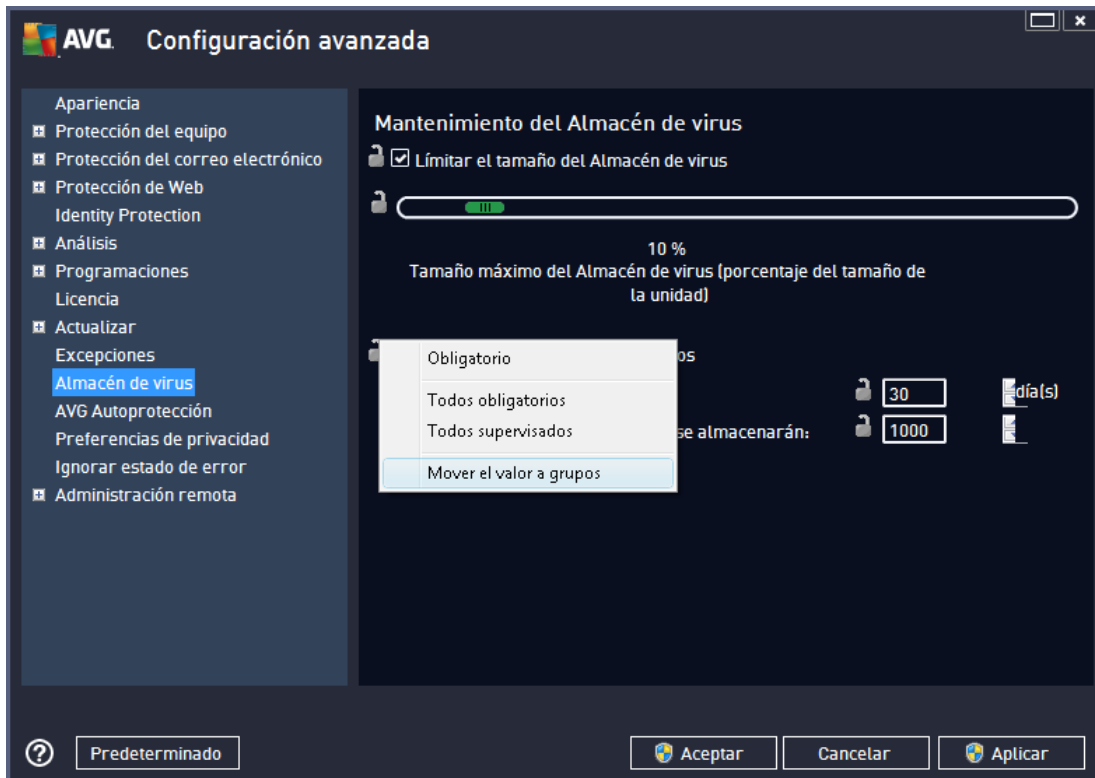 AVG. Configuración avanzada
Apariencia
Protección del equipo
Protección del correo electrónico
Protección de Web
Identity Protection
Análisis
Programaciones
Licencia
Actualizar
Excepciones
Almacén de virus
AVG Autoprotección
Preferencias de privacidad
Ignorar estado de error
Administración remota
Mantenimiento del Almacén de virus
Límitar el tamaño del Almacén de virus
10 %
Tamaño máximo del Almacén de virus (porcentaje del tamaño de
la unidad)
Obligatorio
Todos obligatorios
Todos supervisados
Mover el valor a grupos
30 día(s)
se almacenarán: 1000
Predeterminado
Aceptar
Cancelar
Aplicar